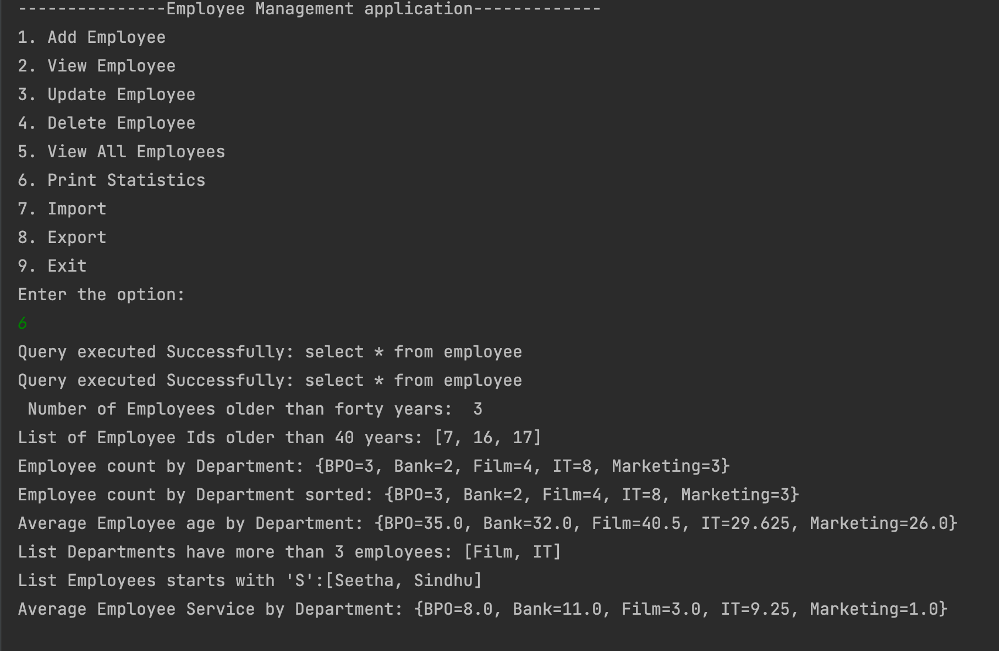 ---------------Employee Management application-------------
1. Add Employee
2. View Employee
3. Update Employee
4. Delete Employee
5. View All Employees
6. Print Statistics
7. Import
8. Export
9. Exit
Enter the option:
6
Query executed Successfully: select * from employee
Query executed Successfully: select * from employee
 Number of Employees older than forty years:  3
List of Employee Ids older than 40 years: [7, 16, 17]
Employee count by Department: {BPO=3, Bank=2, Film=4, IT=8, Marketing=3}
Employee count by Department sorted: {BPO=3, Bank=2, Film=4, IT=8, Marketing=3}
Average Employee age by Department: {BPO=35.0, Bank=32.0, Film=40.5, IT=29.625, Marketing=26.0}
List Departments have more than 3 employees: [Film, IT]
List Employees starts with 'S':[Seetha, Sindhu]
Average Employee Service by Department: {BPO=8.0, Bank=11.0, Film=3.0, IT=9.25, Marketing=1.0}